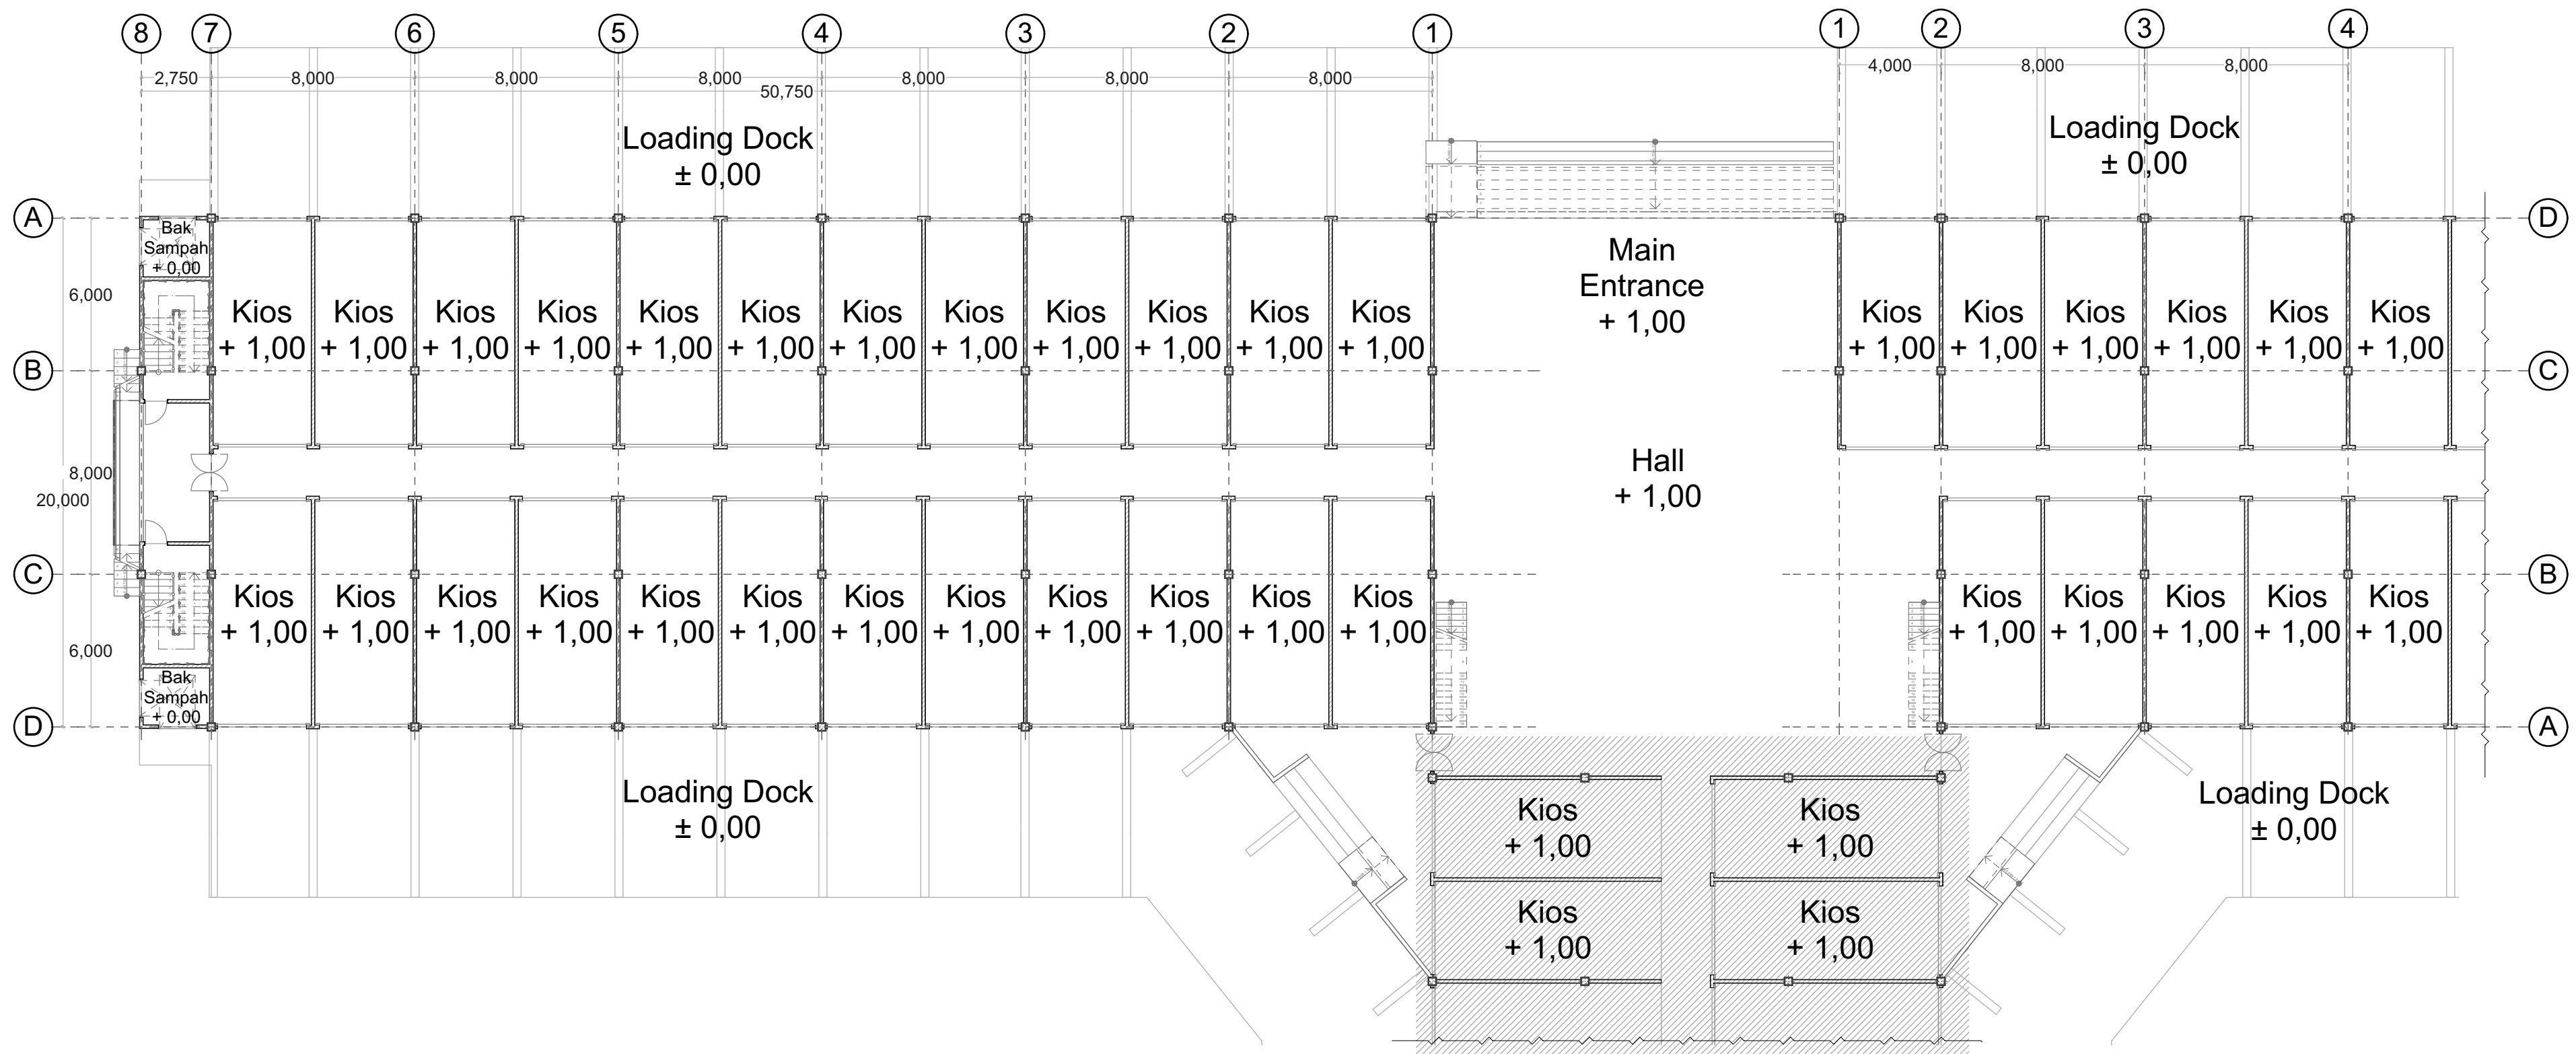 8 7 6 5 4 3 2 1 1 2 3 4
2,750 8,000 8,000 8,000 8,000 8,000 8,000 4,000 8,000 8,000
50,750
Loading Dock
± 0,00
Loading Dock
± 0,00
A
D
Bak
Sampah
+ 0,00
Main
Entrance
+ 1,00
6,000
Kios Kios Kios Kios Kios Kios Kios Kios Kios Kios Kios Kios Kios Kios Kios Kios Kios Kios
+ 1,00 + 1,00 + 1,00 + 1,00 + 1,00 + 1,00 + 1,00 + 1,00 + 1,00 + 1,00 + 1,00 + 1,00 + 1,00 + 1,00 + 1,00 + 1,00 + 1,00 + 1,00
B
C
8,000
20,000
Hall
+ 1,00
C
B
Kios Kios Kios Kios Kios Kios Kios Kios Kios Kios Kios Kios Kios Kios Kios Kios Kios
+ 1,00 + 1,00 + 1,00 + 1,00 + 1,00 + 1,00 + 1,00 + 1,00 + 1,00 + 1,00 + 1,00 + 1,00 + 1,00 + 1,00 + 1,00 + 1,00 + 1,00
6,000
Bak
Sampah
+ 0,00
D
A
Loading Dock
± 0,00
Kios Kios
+ 1,00 + 1,00
Loading Dock
± 0,00
Kios Kios
+ 1,00 + 1,00